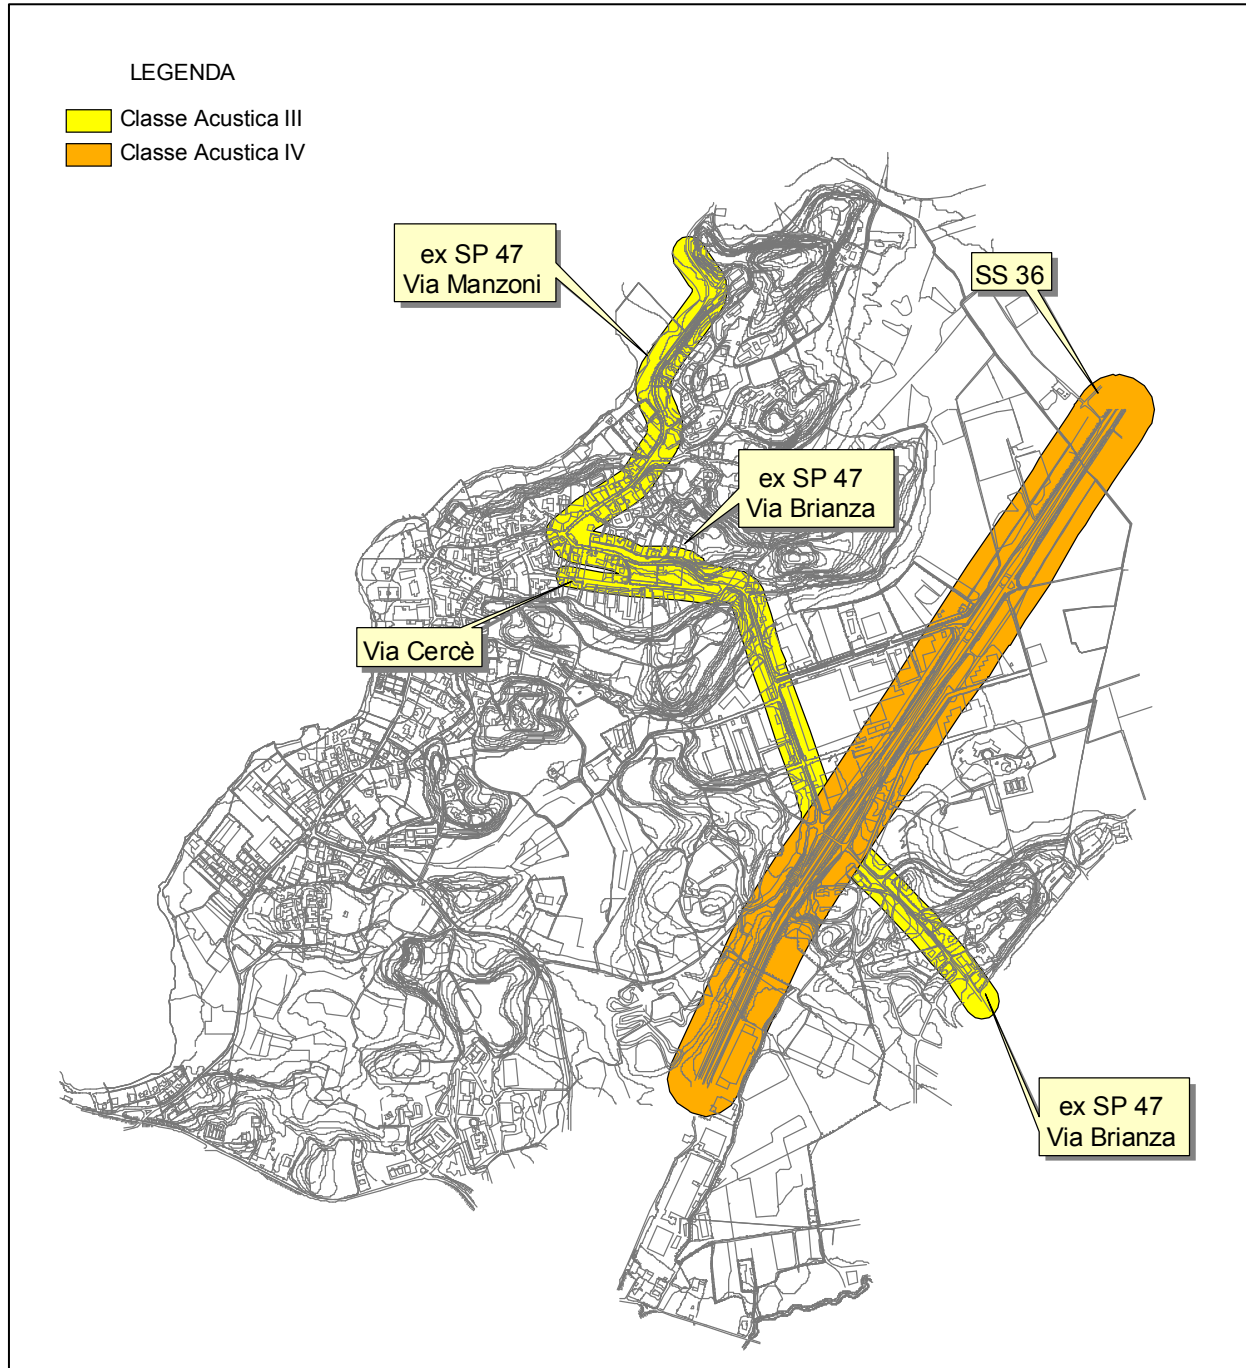 LEGENDA
Classe Acustica III
Classe Acustica IV
ex SP 47
Via Manzoni
SS 36
ex SP 47
Via Brianza
Via Cercè
ex SP 47
Via Brianza